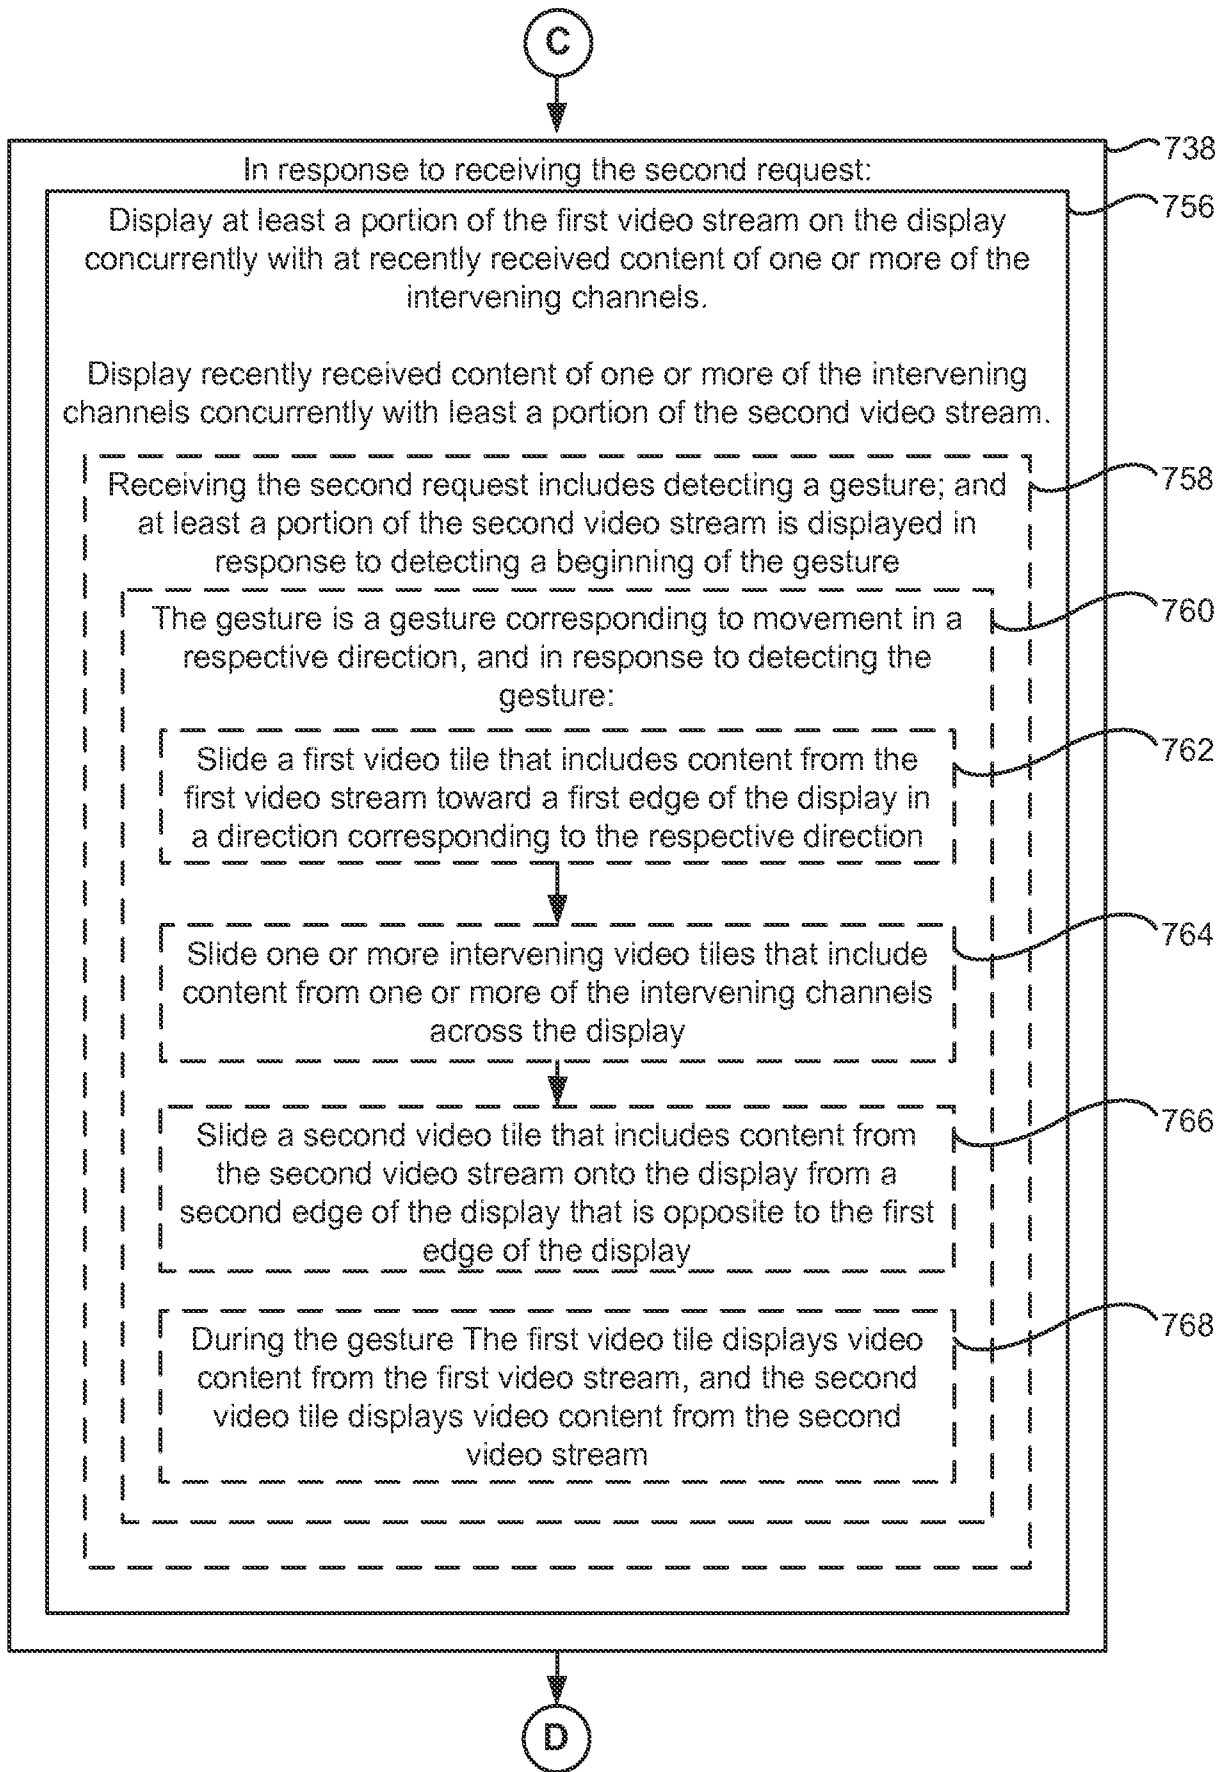 C
738
In response to receiving the second request:
756
Display at least a portion of the first video stream on the display
concurrently with at recently received content of one or more of the
intervening channels.
Display recently received content of one or more of the intervening
channels concurrently with least a portion of the second video stream.
758
Receiving the second request includes detecting a gesture; and
at least a portion of the second video stream is displayed in
response to detecting a beginning of the gesture
760
The gesture is a gesture corresponding to movement in a
respective direction, and in response to detecting the
gesture:
762
Slide a first video tile that includes content from the
first video stream toward a first edge of the display in
a direction corresponding to the respective direction
764
Slide one or more intervening video tiles that include
content from one or more of the intervening channels
across the display
766
Slide a second video tile that includes content from
the second video stream onto the display from a
second edge of the display that is opposite to the first
edge of the display
768
During the gesture The first video tile displays video
content from the first video stream, and the second
video tile displays video content from the second
video stream
D